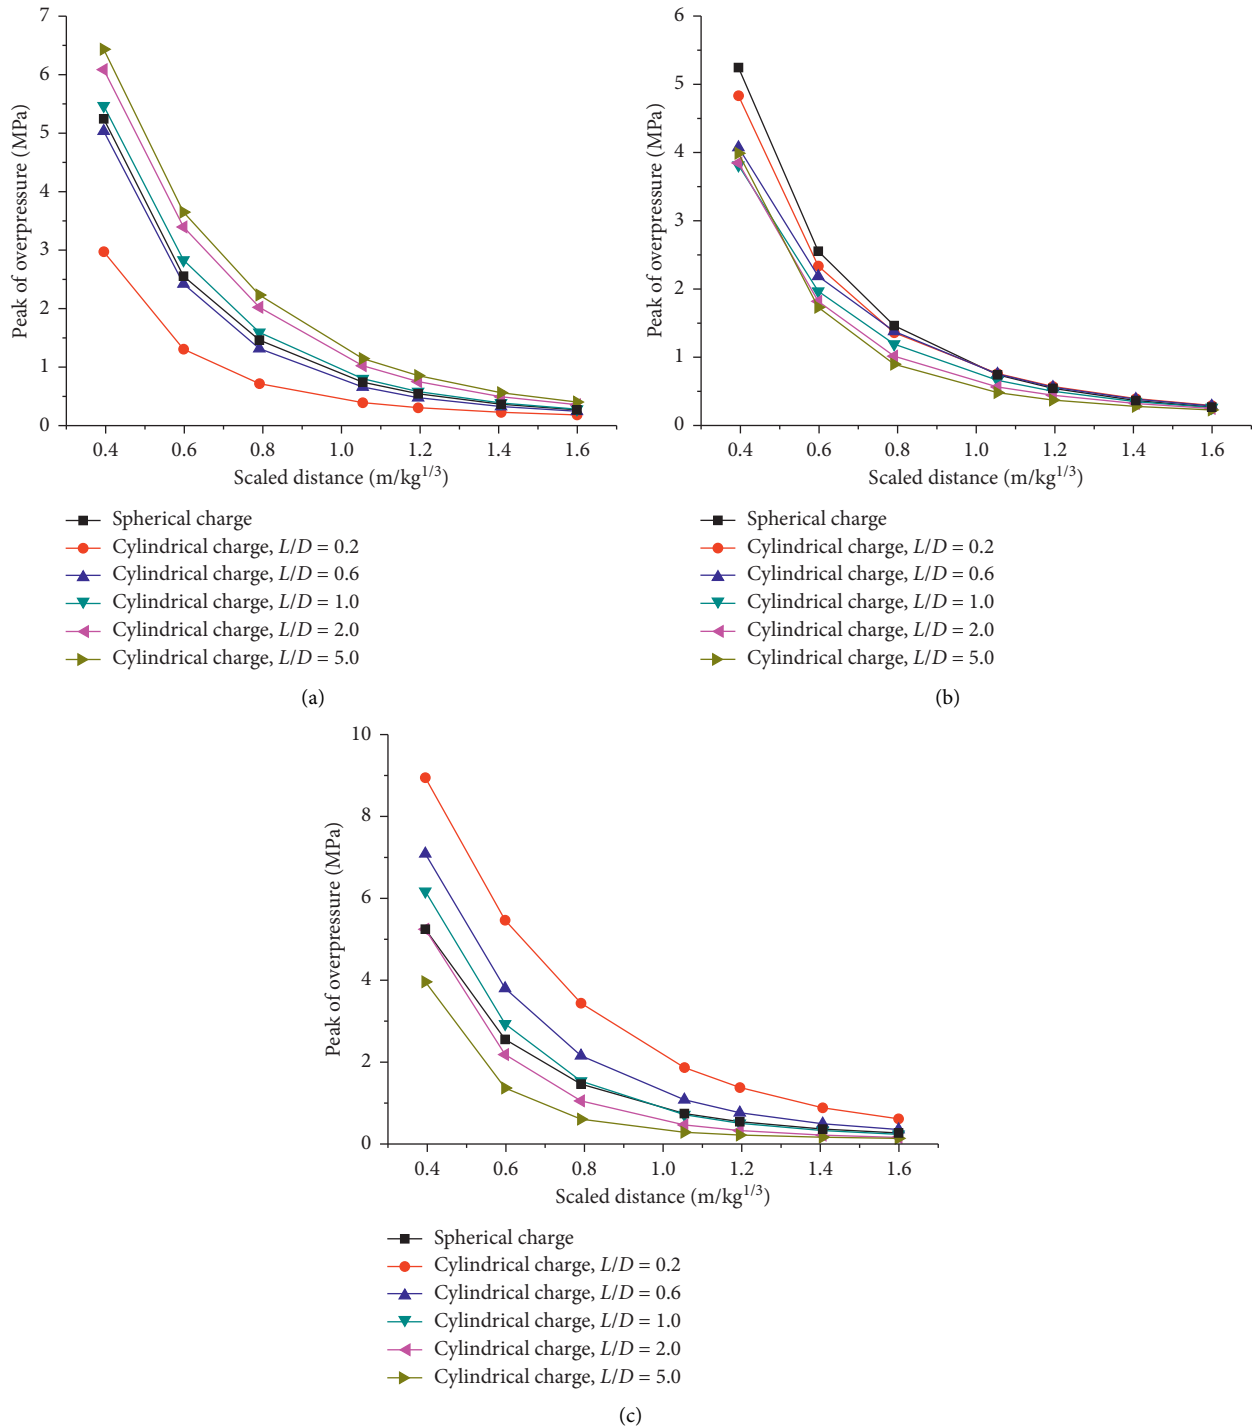 7
6
5
4
3
2
1
0
Peak of overpressure (MPa)
0.4 0.6 0.8 1.0 1.2 1.4 1.6
Scaled distance (m/kg^1/3)
Spherical charge
Cylindrical charge, L/D = 0.2
Cylindrical charge, L/D = 0.6
Cylindrical charge, L/D = 1.0
Cylindrical charge, L/D = 2.0
Cylindrical charge, L/D = 5.0
(a)
6
5
4
3
2
1
0
Peak of overpressure (MPa)
0.4 0.6 0.8 1.0 1.2 1.4 1.6
Scaled distance (m/kg^1/3)
Spherical charge
Cylindrical charge, L/D = 0.2
Cylindrical charge, L/D = 0.6
Cylindrical charge, L/D = 1.0
Cylindrical charge, L/D = 2.0
Cylindrical charge, L/D = 5.0
(b)
10
8
6
4
2
0
Peak of overpressure (MPa)
0.4 0.6 0.8 1.0 1.2 1.4 1.6
Scaled distance (m/kg^1/3)
Spherical charge
Cylindrical charge, L/D = 0.2
Cylindrical charge, L/D = 0.6
Cylindrical charge, L/D = 1.0
Cylindrical charge, L/D = 2.0
Cylindrical charge, L/D = 5.0
(c)